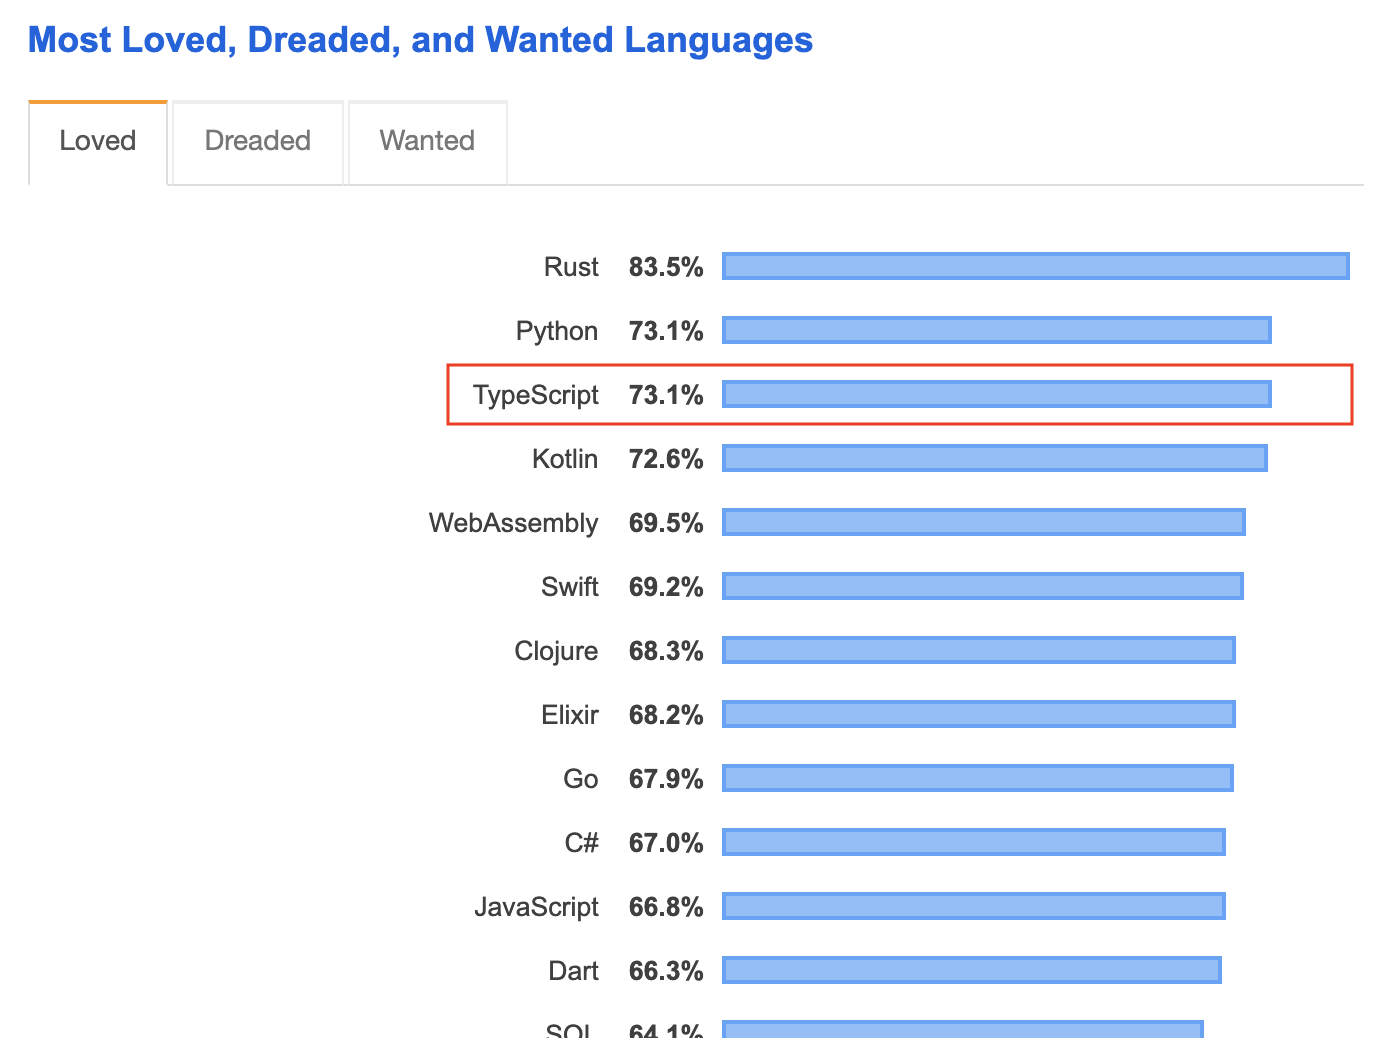 Most Loved, Dreaded, and Wanted Languages
Loved Dreaded Wanted
Rust 83.5%
Python 73.1%
TypeScript 73.1%
Kotlin 72.6%
WebAssembly 69.5%
Swift 69.2%
Clojure 68.3%
Elixir 68.2%
Go 67.9%
C# 67.0%
JavaScript 66.8%
Dart 66.3%
SQL 64.1%